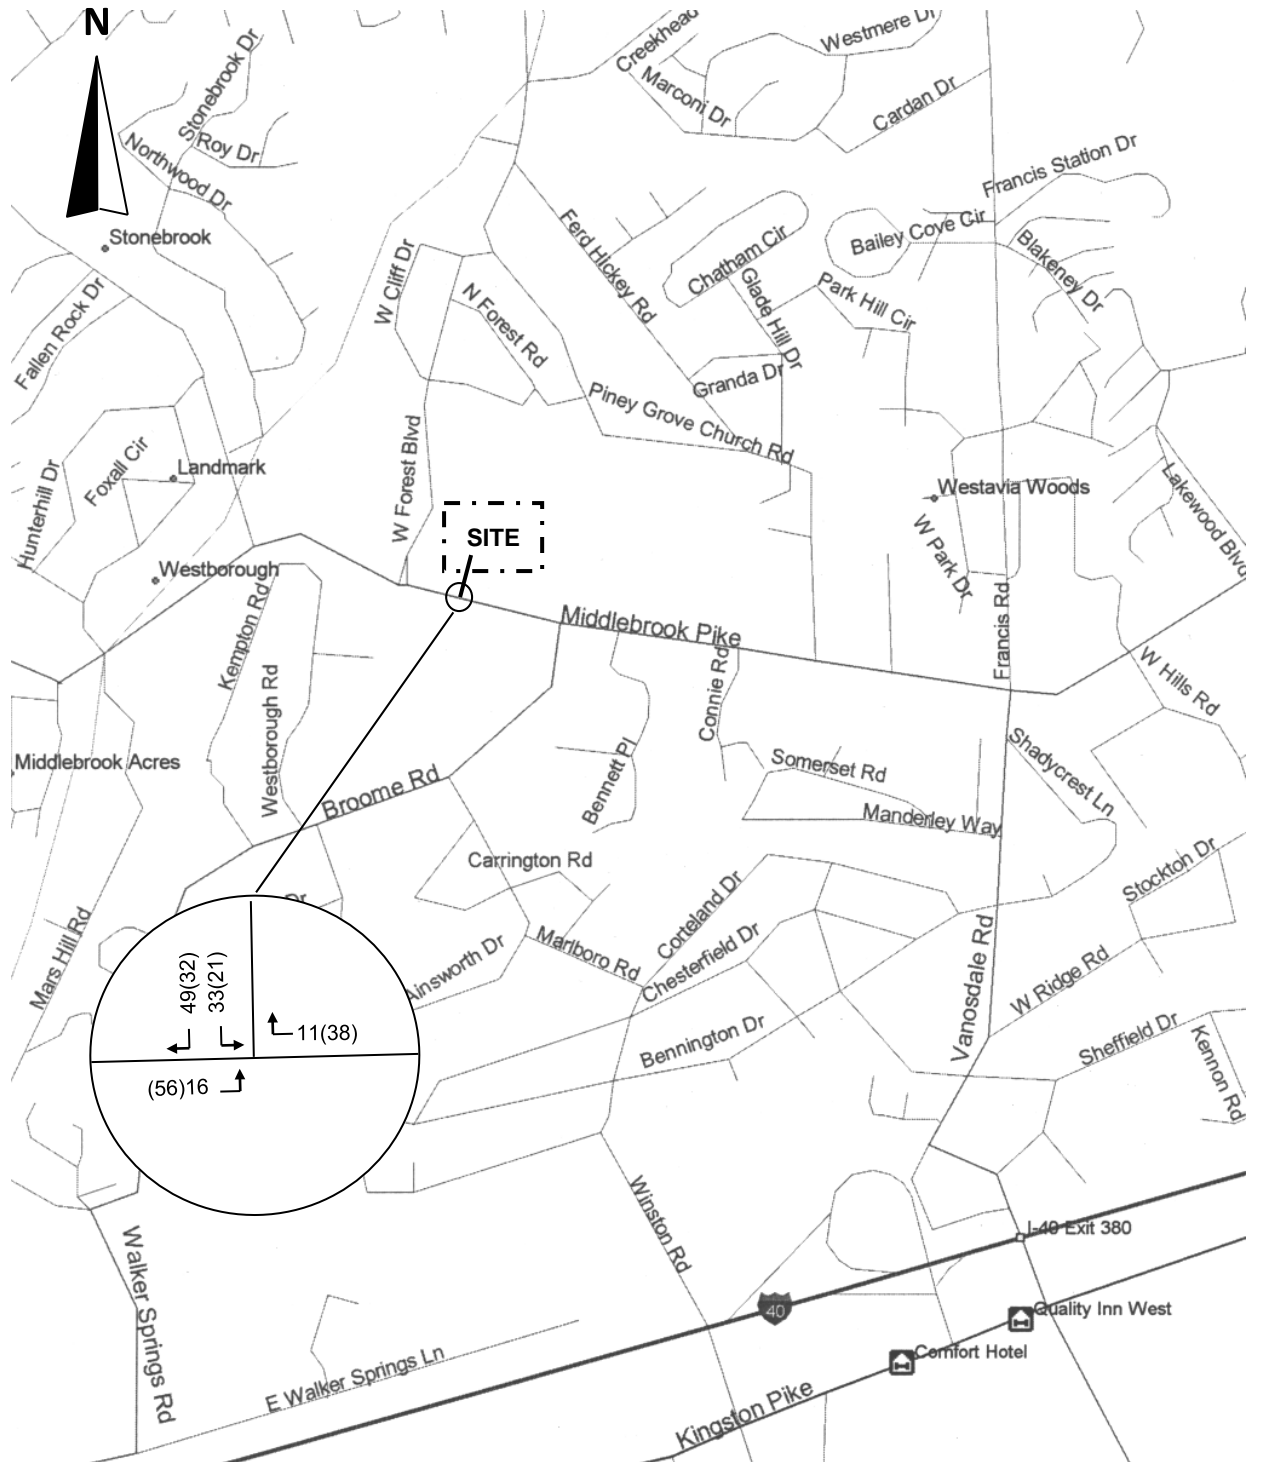 N
Stonebrook Dr
Creekhead
Westmere Dr
Marconi Dr
Cardan Dr
Roy Dr
Northwood Dr
Francis Station Dr
Stonebrook
Ferd Hickey Rd
Chatham Cir
Bailey Cove Cir
Blakeney Dr
W Cliff Dr
N Forest Rd
Glade Hill Dr
Park Hill Cir
Fallen Rock Dr
Granda Dr
Piney Grove Church Rd
Foxall Cir
Landmark
Hunterhill Dr
W Forest Blvd
Westavia Woods
Lakewood Blvd
W Park Dr
SITE
Westborough
Kempton Rd
Middlebrook Pike
Francis Rd
Connie Rd
W Hills Rd
Westborough Rd
Middlebrook Acres
Broome Rd
Bennett Pl
Somerset Rd
Shadycrest Ln
Manderley Way
Carrington Rd
Stockton Dr
Corteland Dr
Dr
Mars Hill Rd
Ainsworth Dr
Marlboro Rd
Chesterfield Dr
Vanosdale Rd
W Ridge Rd
49(32)
33(21)
11(38)
(56)16
Bennington Dr
Sheffield Dr
Kennon Rd
Winston Rd
Walker Springs Rd
I-40 Exit 380
40
Quality Inn West
Comfort Hotel
E Walker Springs Ln
Kingston Pike